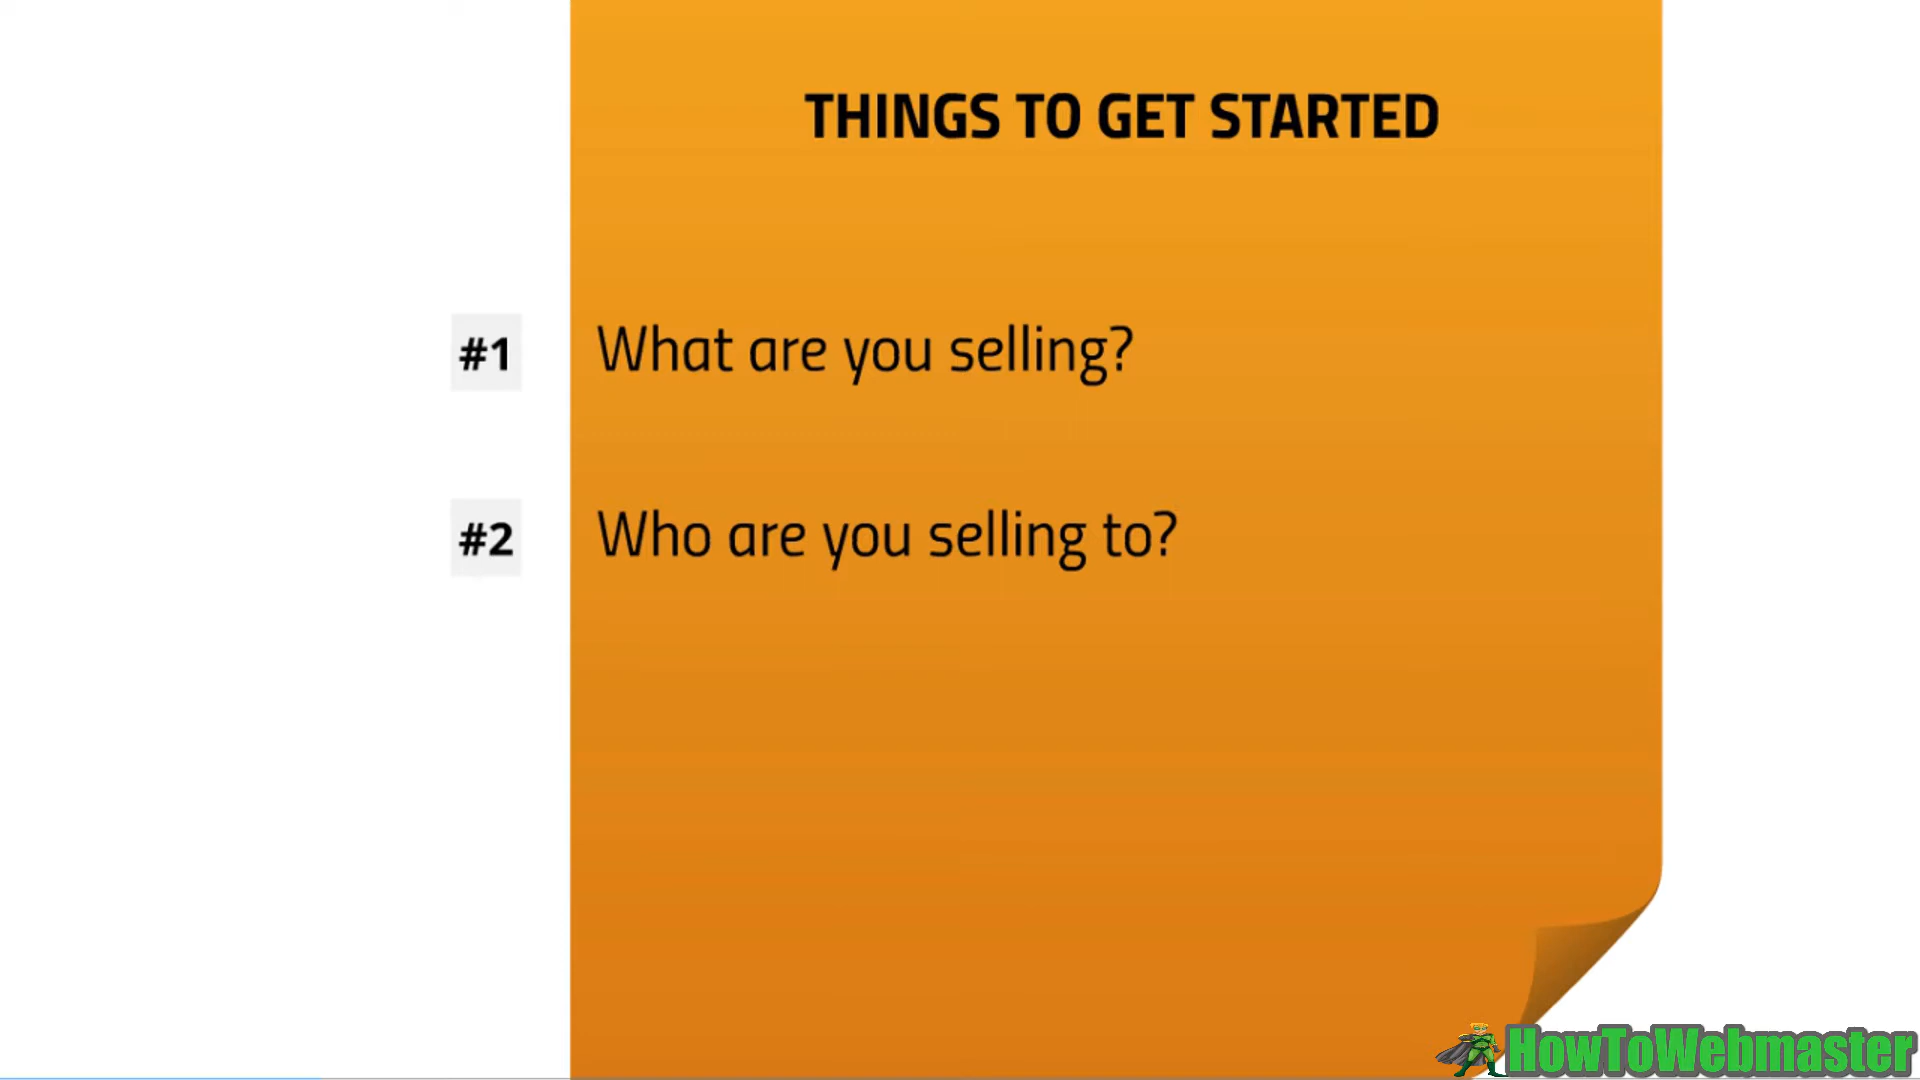 THINGS TO GET STARTED
#1 What are you selling?
#2 Who are you selling to?
HowToWebmaster